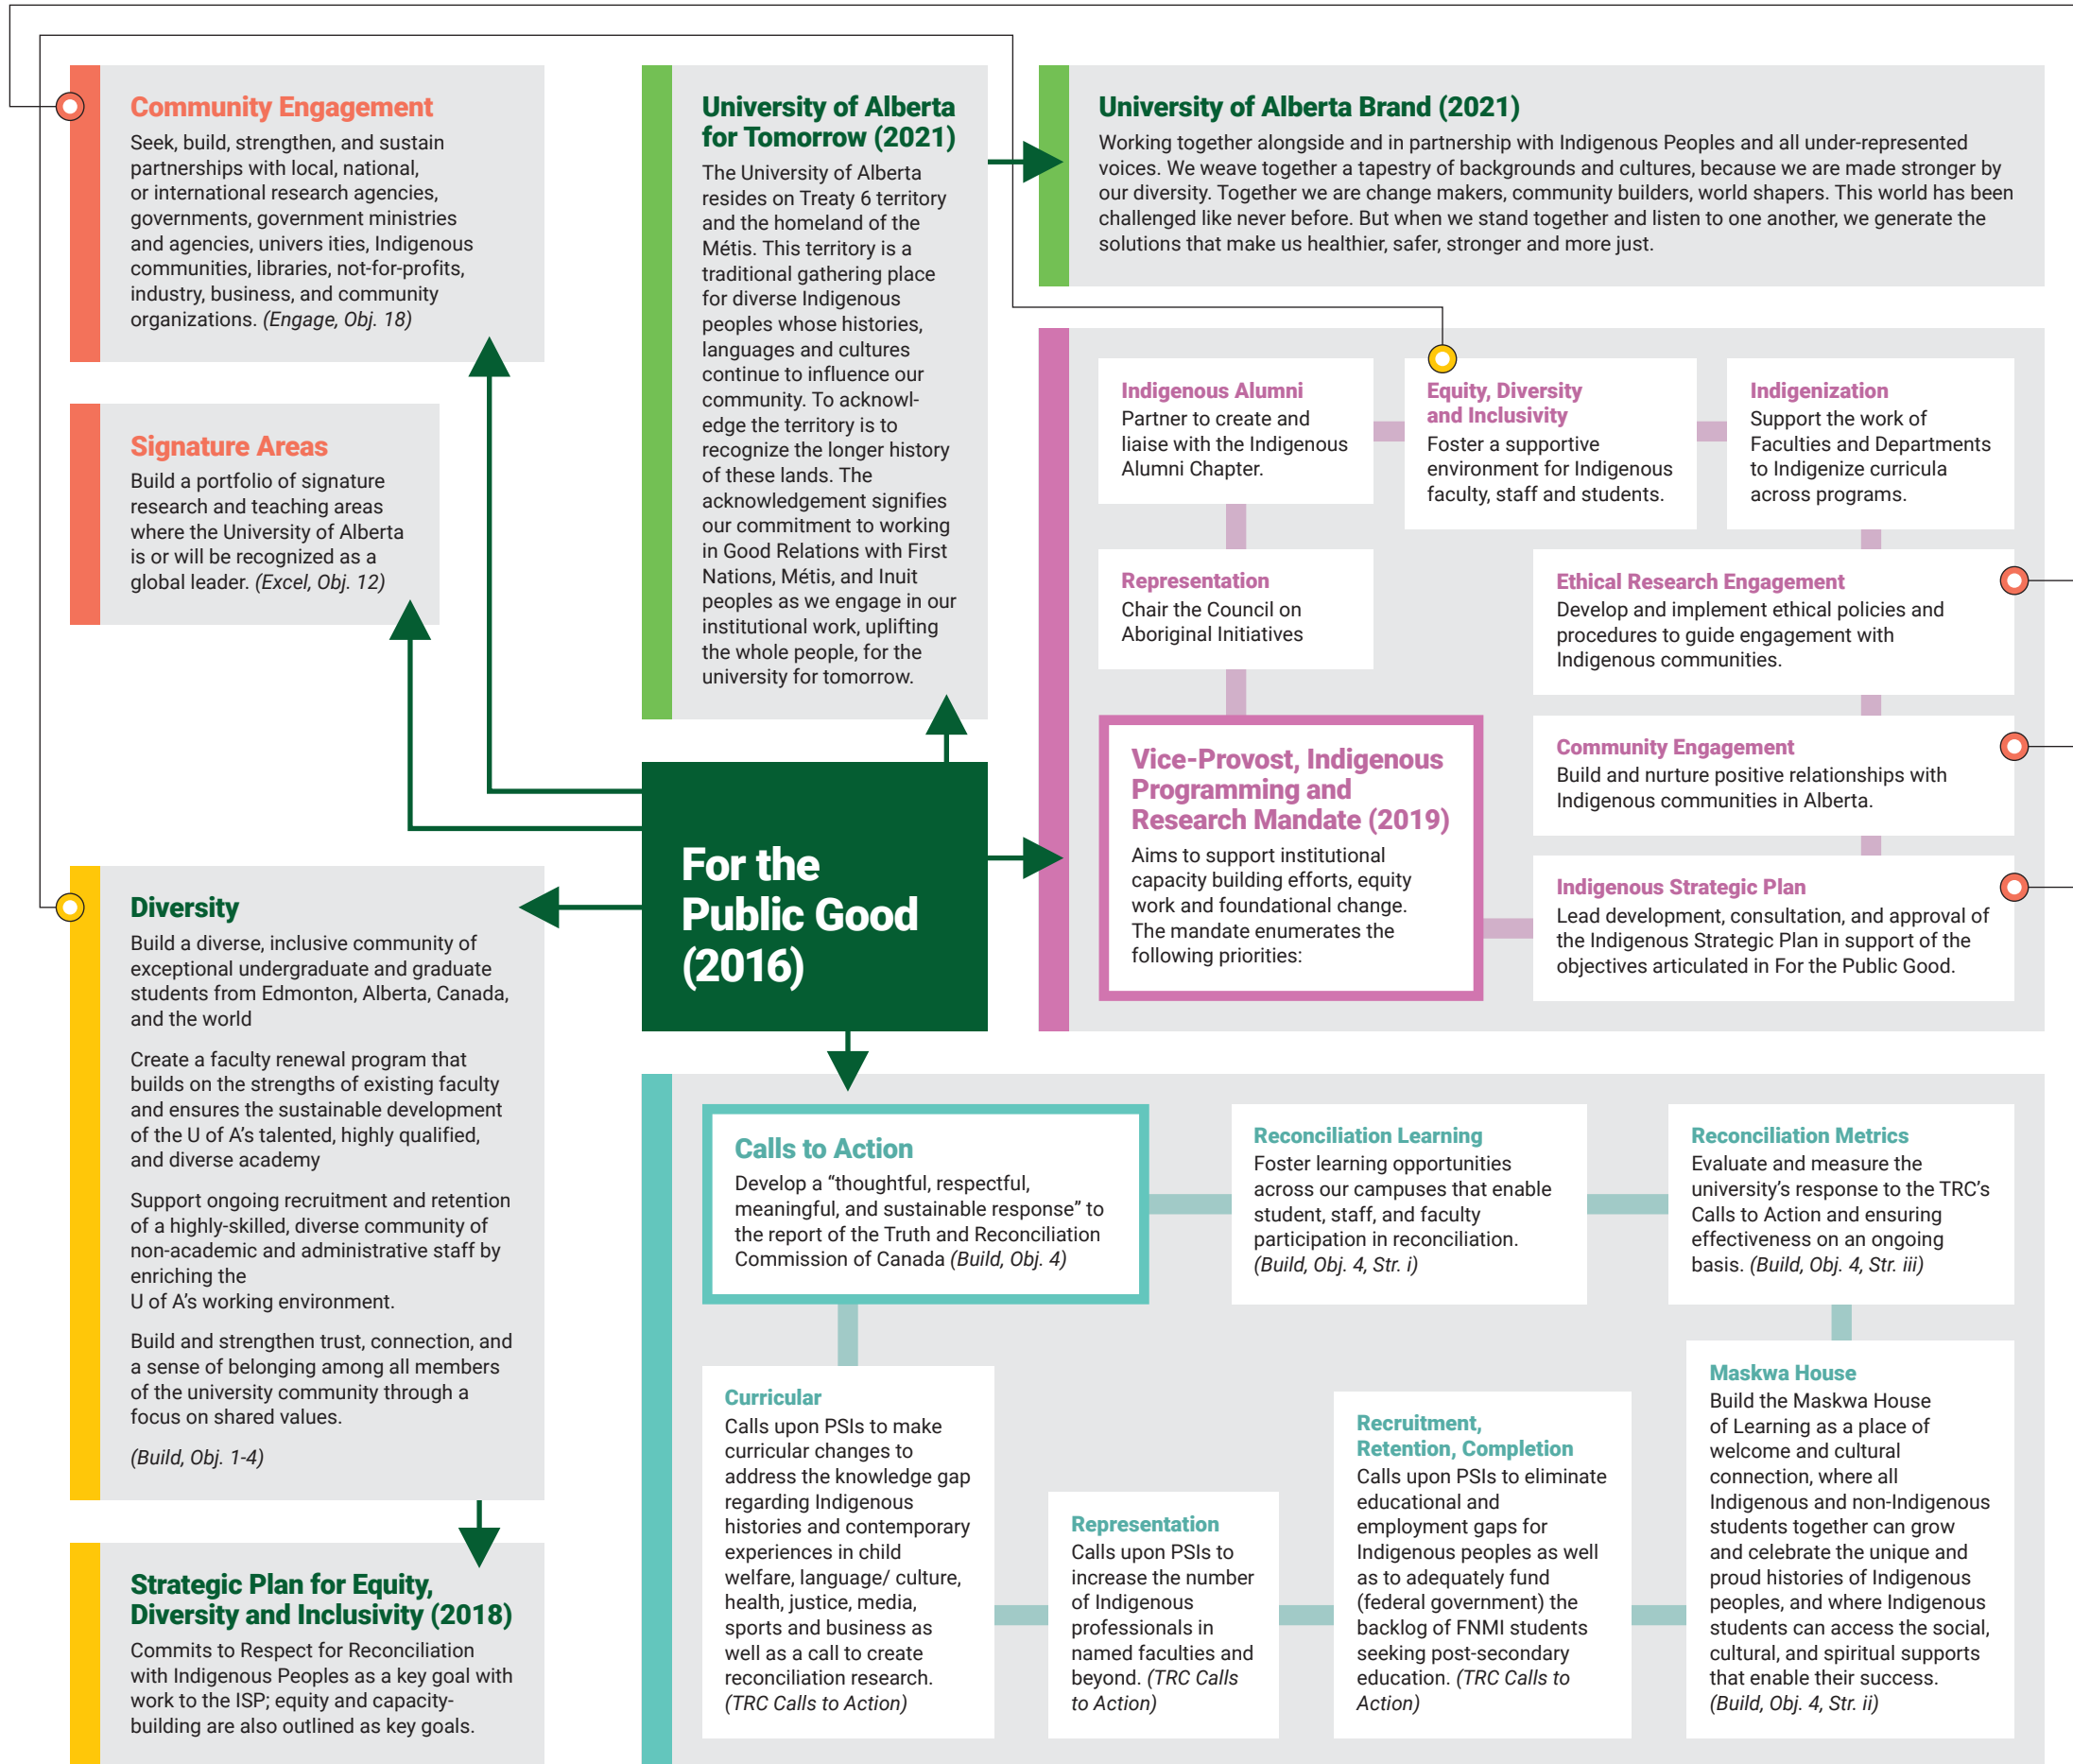 Community Engagement
Seek, build, strengthen, and sustain
partnerships with local, national,
or international research agencies,
governments, government ministries
and agencies, univers ities, Indigenous
communities, libraries, not-for-profits,
industry, business, and community
organizations. (Engage, Obj. 18)
Signature Areas
Build a portfolio of signature
research and teaching areas
where the University of Alberta
is or will be recognized as a
global leader. (Excel, Obj. 12)
University of Alberta
for Tomorrow (2021)
The University of Alberta
resides on Treaty 6 territory
and the homeland of the
Métis. This territory is a
traditional gathering place
for diverse Indigenous
peoples whose histories,
languages and cultures
continue to influence our
community. To acknowl-
edge the territory is to
recognize the longer history
of these lands. The
acknowledgement signifies
our commitment to working
in Good Relations with First
Nations, Métis, and Inuit
peoples as we engage in our
institutional work, uplifting
the whole people, for the
university for tomorrow.
University of Alberta Brand (2021)
Working together alongside and in partnership with Indigenous Peoples and all under-represented
voices. We weave together a tapestry of backgrounds and cultures, because we are made stronger by
our diversity. Together we are change makers, community builders, world shapers. This world has been
challenged like never before. But when we stand together and listen to one another, we generate the
solutions that make us healthier, safer, stronger and more just.
Indigenous Alumni
Partner to create and
liaise with the Indigenous
Alumni Chapter.
Equity, Diversity
and Inclusivity
Foster a supportive
environment for Indigenous
faculty, staff and students.
Indigenization
Support the work of
Faculties and Departments
to Indigenize curricula
across programs.
Representation
Chair the Council on
Aboriginal Initiatives
Ethical Research Engagement
Develop and implement ethical policies and
procedures to guide engagement with
Indigenous communities.
Vice-Provost, Indigenous
Programming and
Research Mandate (2019)
Aims to support institutional
capacity building efforts, equity
work and foundational change.
The mandate enumerates the
following priorities:
Community Engagement
Build and nurture positive relationships with
Indigenous communities in Alberta.
Indigenous Strategic Plan
Lead development, consultation, and approval of
the Indigenous Strategic Plan in support of the
objectives articulated in For the Public Good.
For the
Public Good
(2016)
Diversity
Build a diverse, inclusive community of
exceptional undergraduate and graduate
students from Edmonton, Alberta, Canada,
and the world
Create a faculty renewal program that
builds on the strengths of existing faculty
and ensures the sustainable development
of the U of A's talented, highly qualified,
and diverse academy
Support ongoing recruitment and retention
of a highly-skilled, diverse community of
non-academic and administrative staff by
enriching the
U of A's working environment.
Build and strengthen trust, connection, and
a sense of belonging among all members
of the university community through a
focus on shared values.
(Build, Obj. 1-4)
Strategic Plan for Equity,
Diversity and Inclusivity (2018)
Commits to Respect for Reconciliation
with Indigenous Peoples as a key goal with
work to the ISP; equity and capacity-
building are also outlined as key goals.
Calls to Action
Develop a “thoughtful, respectful,
meaningful, and sustainable response” to
the report of the Truth and Reconciliation
Commission of Canada (Build, Obj. 4)
Reconciliation Learning
Foster learning opportunities
across our campuses that enable
student, staff, and faculty
participation in reconciliation.
(Build, Obj. 4, Str. i)
Reconciliation Metrics
Evaluate and measure the
university's response to the TRC's
Calls to Action and ensuring
effectiveness on an ongoing
basis. (Build, Obj. 4, Str. iii)
Curricular
Calls upon PSIs to make
curricular changes to
address the knowledge gap
regarding Indigenous
histories and contemporary
experiences in child
welfare, language/ culture,
health, justice, media,
sports and business as
well as a call to create
reconciliation research.
(TRC Calls to Action)
Representation
Calls upon PSIs to
increase the number
of Indigenous
professionals in
named faculties and
beyond. (TRC Calls
to Action)
Recruitment,
Retention, Completion
Calls upon PSIs to eliminate
educational and
employment gaps for
Indigenous peoples as well
as to adequately fund
(federal government) the
backlog of FNMI students
seeking post-secondary
education. (TRC Calls to
Action)
Maskwa House
Build the Maskwa House
of Learning as a place of
welcome and cultural
connection, where all
Indigenous and non-Indigenous
students together can grow
and celebrate the unique and
proud histories of Indigenous
peoples, and where Indigenous
students can access the social,
cultural, and spiritual supports
that enable their success.
(Build, Obj. 4, Str. ii)